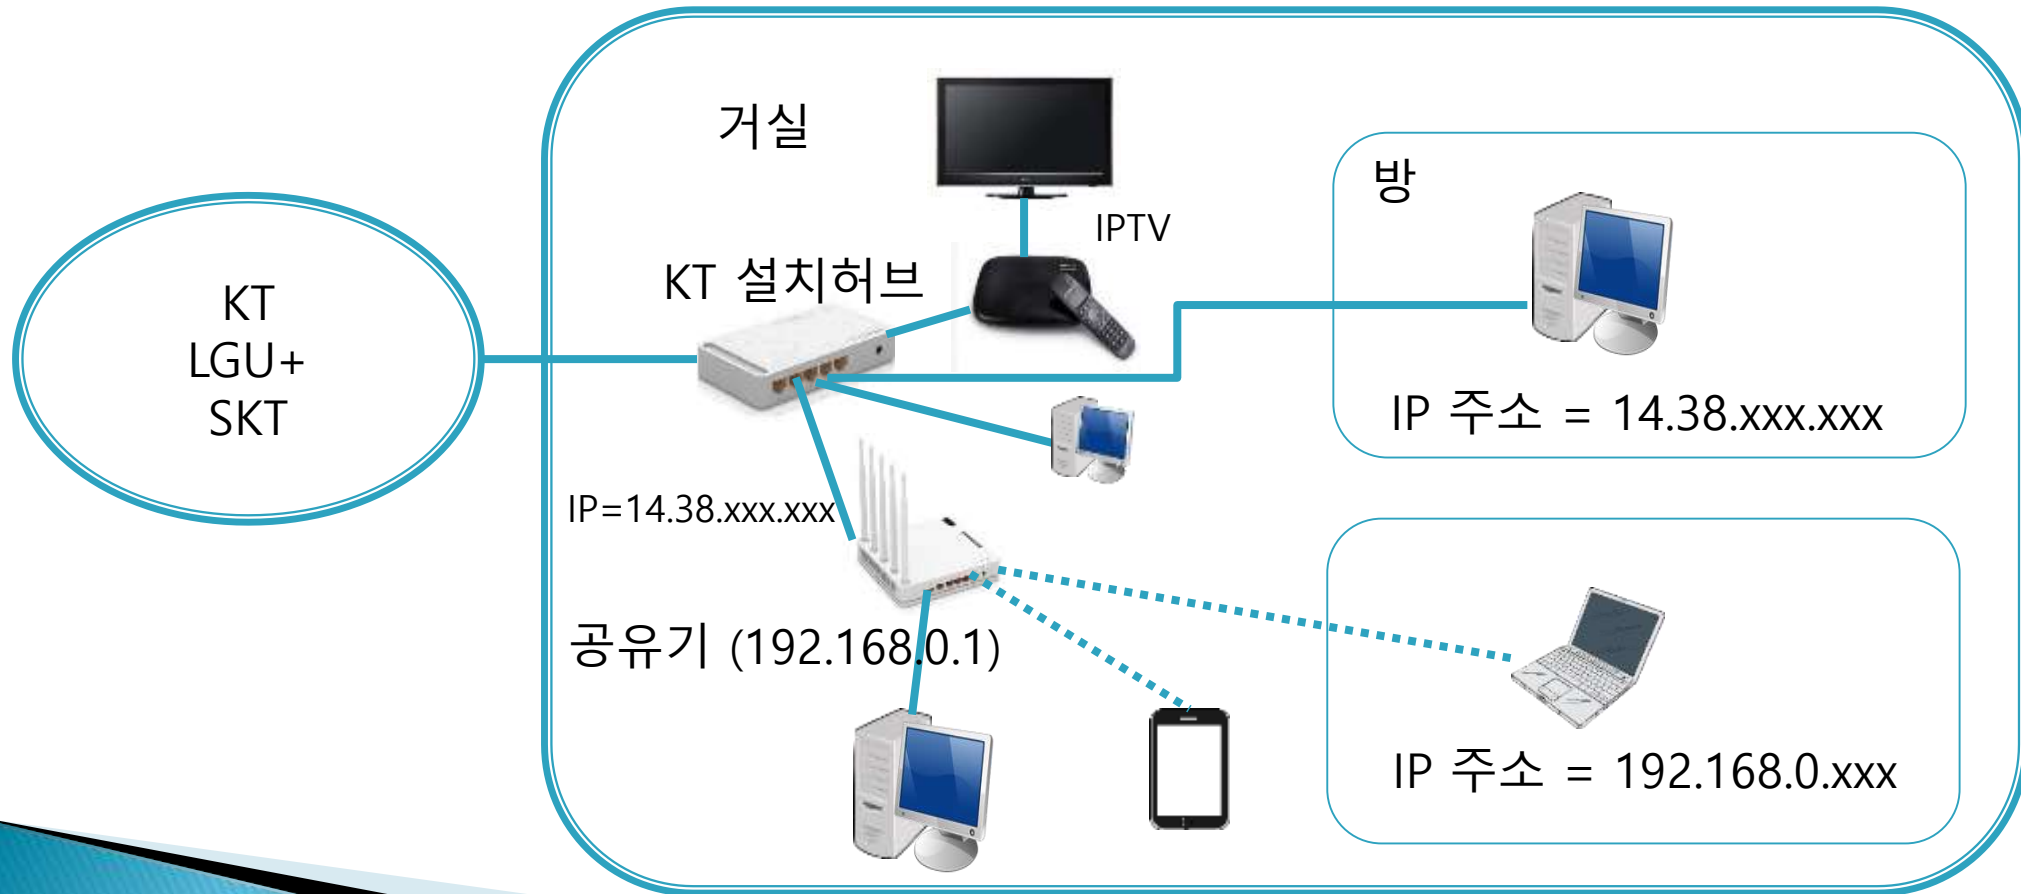 KT
LGU+
SKT
거실
IPTV
KT 설치허브
방
IP 주소 = 14.38.xxx.xxx
IP=14.38.xxx.xxx
공유기 (192.168.0.1)
IP 주소 = 192.168.0.xxx